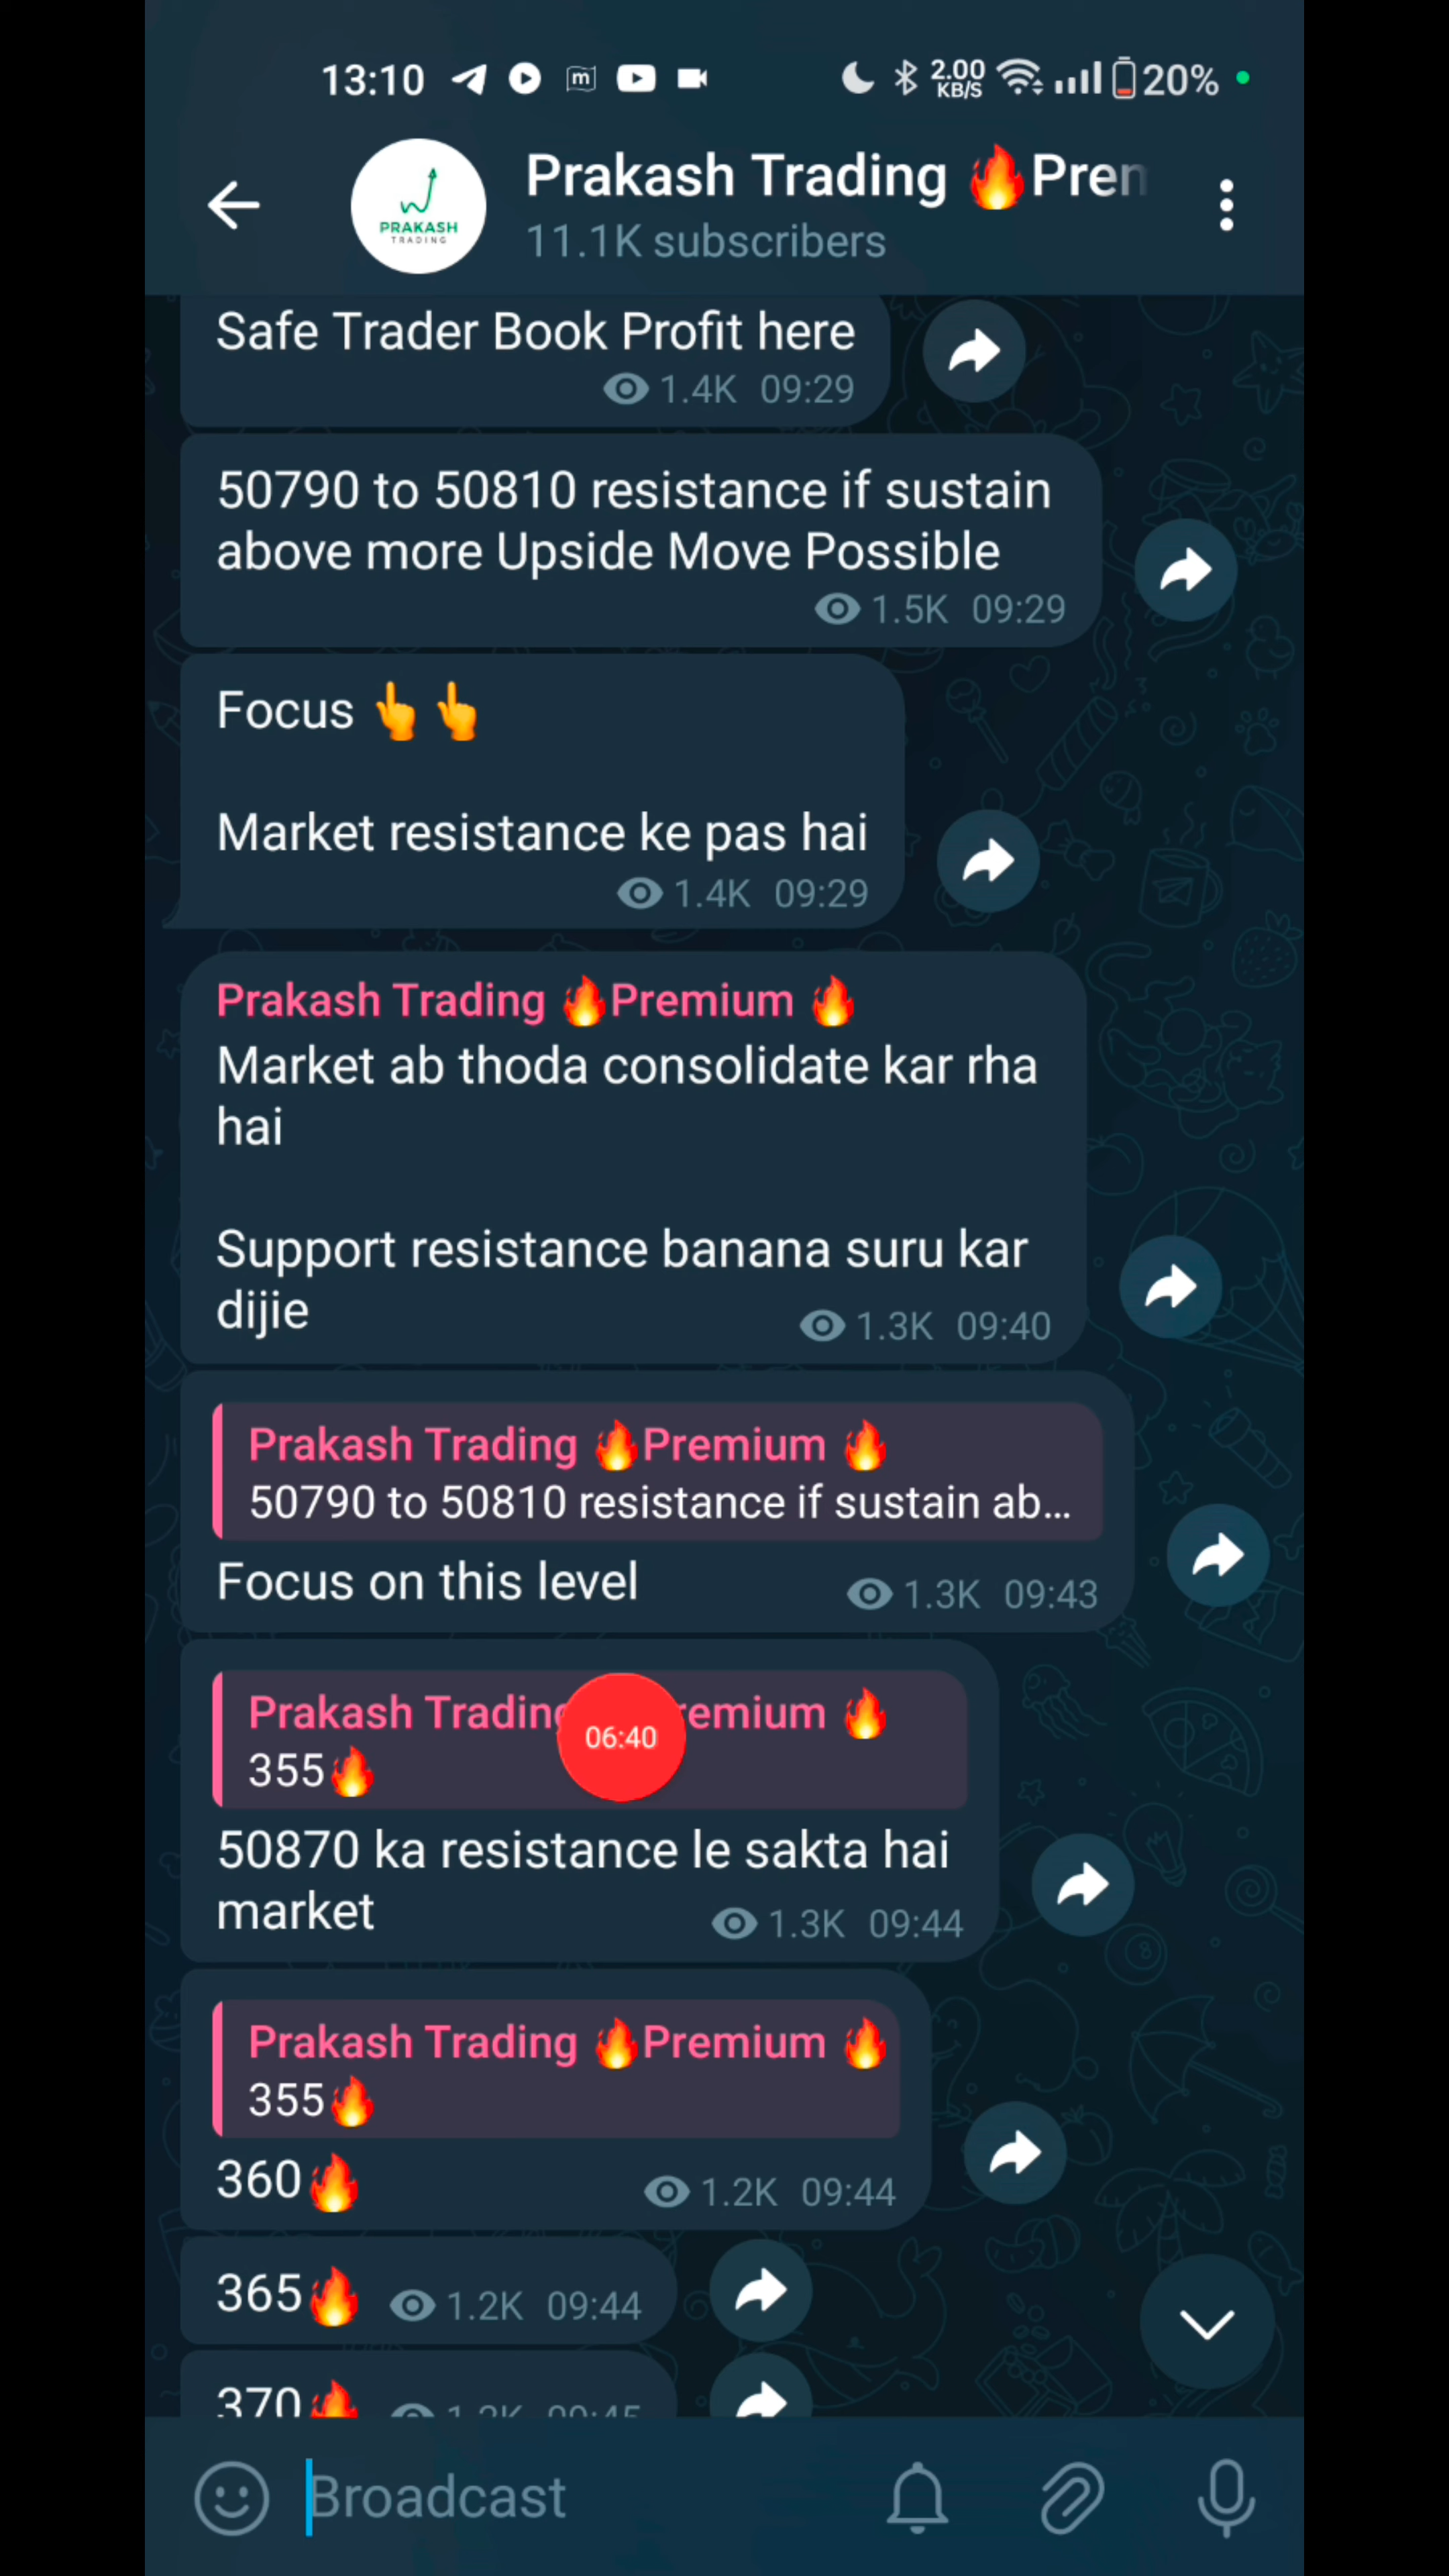 13:10
2.00
KB/S
20%
PRAKASH
TRADING
Prakash Trading 🔥Prem
11.1K subscribers
Safe Trader Book Profit here
1.4K 09:29
50790 to 50810 resistance if sustain
above more Upside Move Possible
1.5K 09:29
Focus 👆👆
Market resistance ke pas hai
1.4K 09:29
Prakash Trading 🔥Premium 🔥
Market ab thoda consolidate kar rha
hai
Support resistance banana suru kar
dijie
1.3K 09:40
Prakash Trading 🔥Premium 🔥
50790 to 50810 resistance if sustain ab...
Focus on this level
1.3K 09:43
Prakash Trading remium 🔥
06:40
355🔥
50870 ka resistance le sakta hai
market
1.3K 09:44
Prakash Trading 🔥Premium 🔥
355🔥
360🔥
1.2K 09:44
365🔥 1.2K 09:44
370🔥 09:45
Broadcast